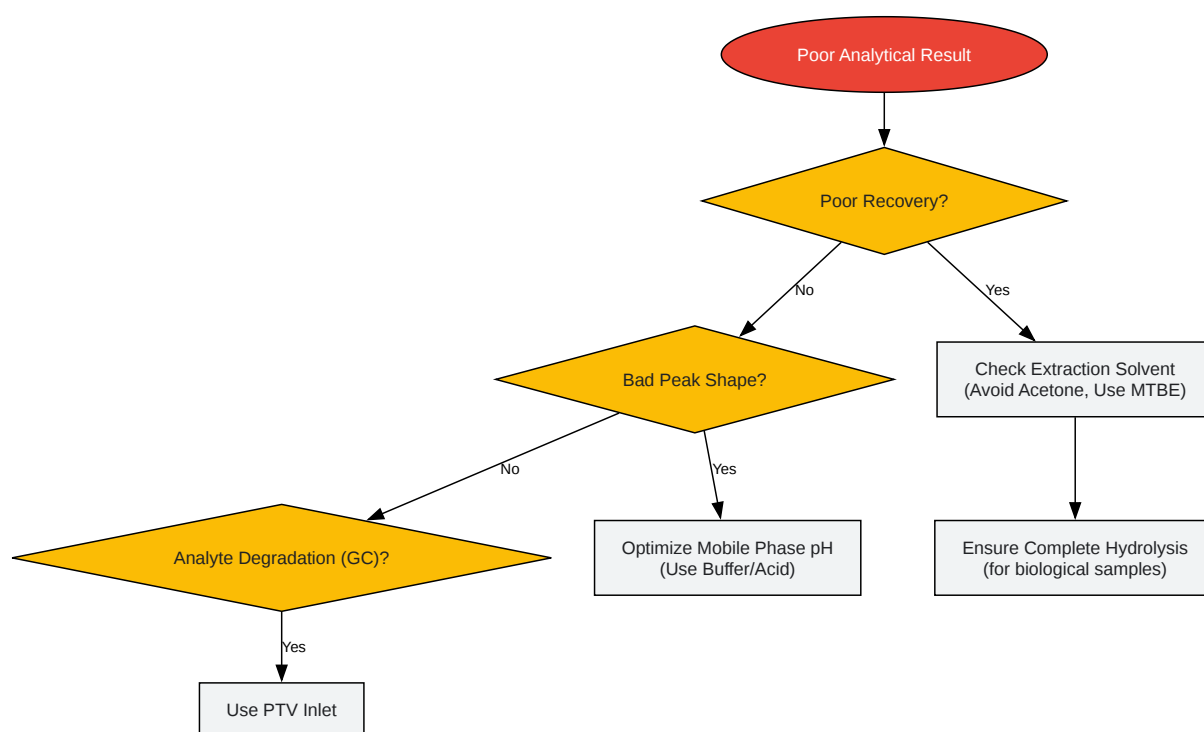 Poor Analytical Result
Poor Recovery?
No
Yes
Bad Peak Shape?
Check Extraction Solvent
(Avoid Acetone, Use MTBE)
No
Yes
Analyte Degradation (GC)?
Optimize Mobile Phase pH
(Use Buffer/Acid)
Ensure Complete Hydrolysis
(for biological samples)
Yes
Use PTV Inlet